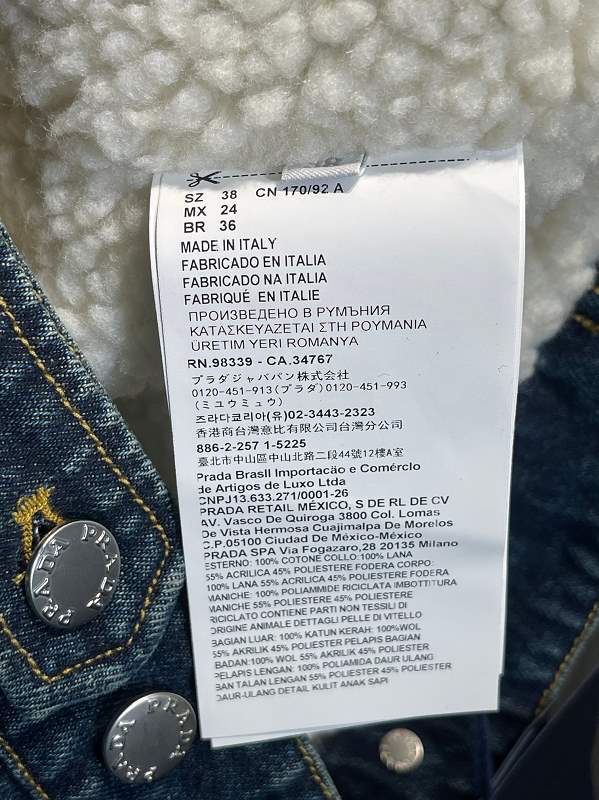 SZ 38 CN 170/92 A
MX 24
BR 36
MADE IN ITALY
FABRICADO EN ITALIA
FABRICADO NA ITALIA
FABRIQUÉ EN ITALIE
ПРОИЗВЕДЕНО В РУМЪНИЯ
ΚΑΤΑΣΚΕΥΑΖΕΤΑΙ ΣΤΗ ΡΟΥΜΑΝΙΑ
ÜRETIM YERI ROMANYA
RN.98339 - CA.34767
プラダジャパバン株式会社
0120-451-913(プラダ)0120-451-993
(ミユウミュウ)
즈라다코리아(유)02-3443-2323
香港商台灣意比有限公司台灣分公司
886-2-257 1-5225
臺北市中山區中山北路二段44號12樓A室
Prada Brasll Importacäo e Comérclo
de Artigos de Luxo Ltda
CNPJ13.633.271/0001-26
PRADA RETAIL MÉXICO, S DE RL DE CV
AV. Vasco De Quiroga 3800 Col. Lomas
De Vista Hermosa Cuajimalpa De Morelos
C.P.05100 Ciudad De México-México
PRADA SPA Via Fogazaro,28 20135 Milano
ESTERNO: 100% COTONE COLLO:100% LANA
55% ACRILICA 45% POLIESTERE FODERA CORPO:
100% LANA 55% ACRILICA 45% POLIESTERE FODERA
MANICHE: 100% POLIAMMIDE RICICLATA IMBOTTITURA
MANICHE 55% POLIESTERE 45% POLIESTERE
RICICLATO CONTIENE PARTI NON TESSILI DI
ORIGINE ANIMALE DETTAGLI PELLE DI VITELLO
BAGIAN LUAR: 100% KATUN KERAH: 100%WOL
55% AKRILIK 45% POLIESTER PELAPIS BAGIAN
BADAN:100% WOL 55% AKRILIK 45% POLIESTER
PELAPIS LENGAN: 100% POLIAMIDA DAUR ULANG
BAN TALAN LENGAN 55% POLIESTER 45% POLIESTER
DAUR-ULANG DETAIL KULIT ANAK SAPI
PRADA PRADA
PRADA PRADA